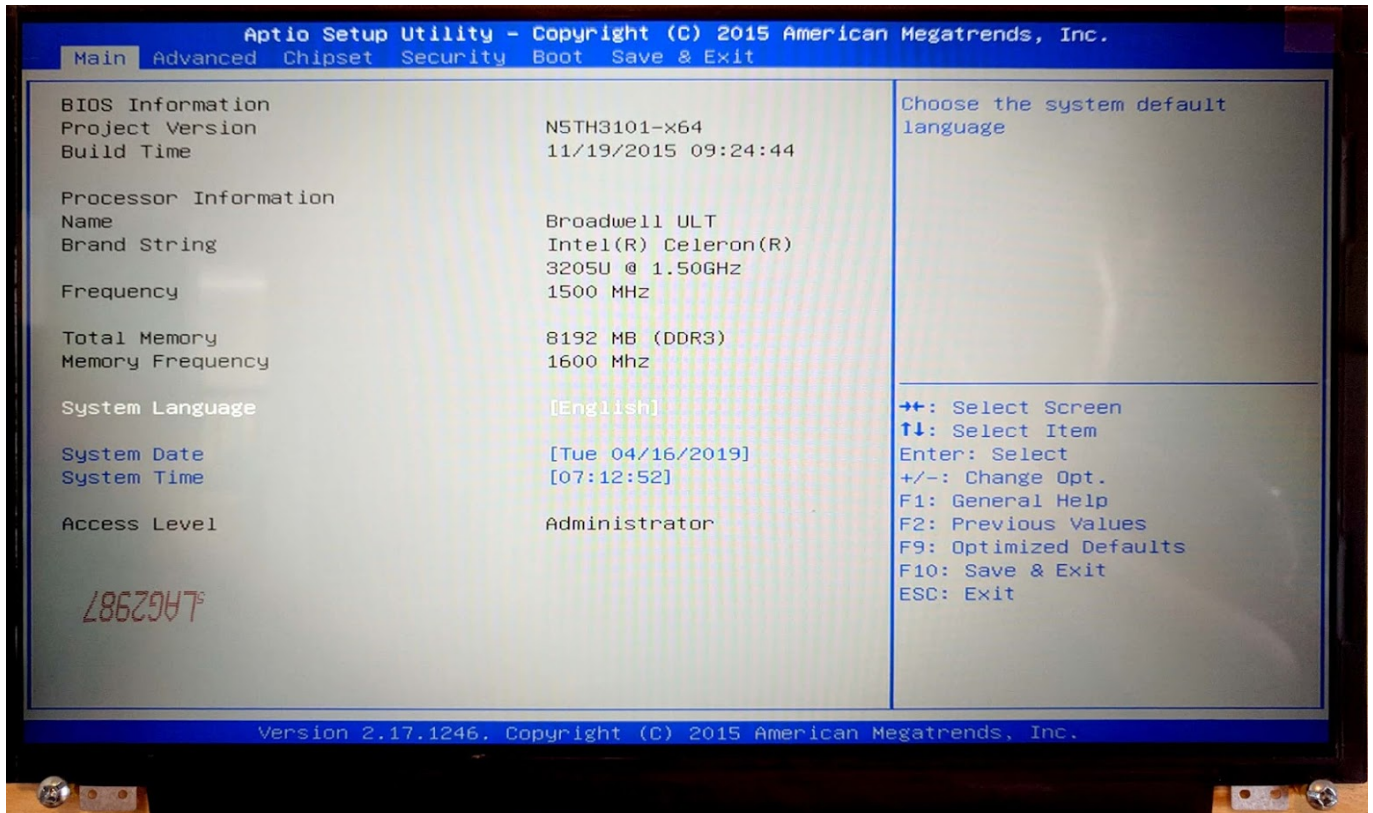 Aptio Setup Utility – Copyright (C) 2015 American Megatrends, Inc.
Main Advanced Chipset Security Boot Save & Exit
BIOS Information
Project Version N5TH3101-x64
Build Time 11/19/2015 09:24:44
Processor Information
Name Broadwell ULT
Brand String Intel(R) Celeron(R)
3205U @ 1.50GHz
Frequency 1500 MHz
Total Memory 8192 MB (DDR3)
Memory Frequency 1600 Mhz
System Language [English]
System Date [Tue 04/16/2019]
System Time [07:12:52]
Access Level Administrator
Choose the system default
language
→←: Select Screen
↑↓: Select Item
Enter: Select
+/-: Change Opt.
F1: General Help
F2: Previous Values
F9: Optimized Defaults
F10: Save & Exit
ESC: Exit
Version 2.17.1246. Copyright (C) 2015 American Megatrends, Inc.